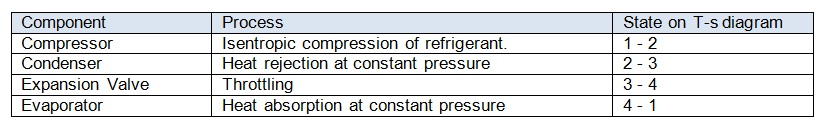 Component Process State on T-s diagram
Compressor Isentropic compression of refrigerant. 1 - 2
Condenser Heat rejection at constant pressure 2 - 3
Expansion Valve Throttling 3 - 4
Evaporator Heat absorption at constant pressure 4 - 1